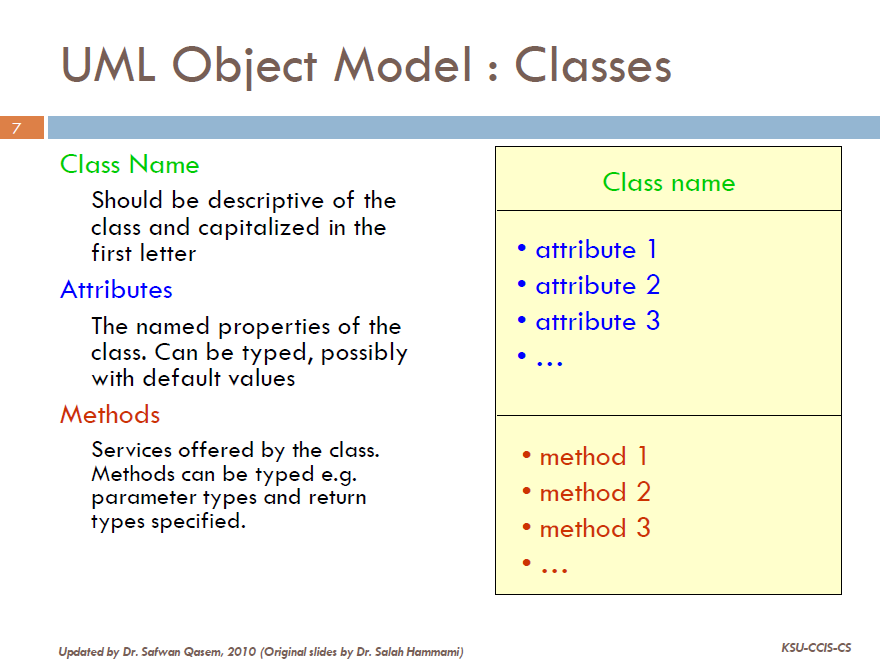 UML Object Model : Classes
7
Class Name
Should be descriptive of the
class and capitalized in the
first letter
Attributes
The named properties of the
class. Can be typed, possibly
with default values
Methods
Services offered by the class.
Methods can be typed e.g.
parameter types and return
types specified.
Class name
• attribute 1
• attribute 2
• attribute 3
• …
• method 1
• method 2
• method 3
• …
Updated by Dr. Safwan Qasem, 2010 (Original slides by Dr. Salah Hammami)
KSU-CCIS-CS